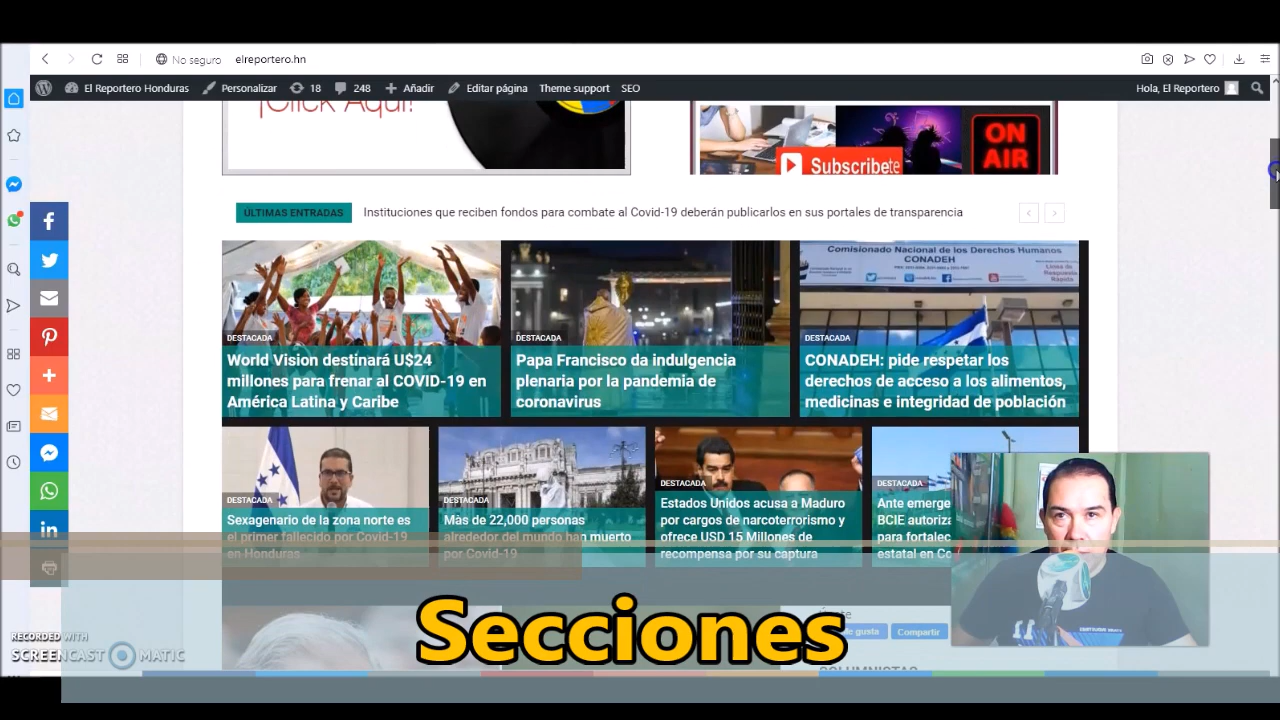 No seguro elreportero.hn
El Reportero Honduras Personalizar 18 248 Añadir Editar página Theme support SEO Hola, El Reportero
¡Click Aquí!
ON
AIR
Subscribete
ÚLTIMAS ENTRADAS Instituciones que reciben fondos para combate al Covid-19 deberán publicarlos en sus portales de transparencia
Comisionado Nacional de los Derechos Humanos
CONADEH
DESTACADA
World Vision destinará U$24
millones para frenar al COVID-19 en
América Latina y Caribe
DESTACADA
Papa Francisco da indulgencia
plenaria por la pandemia de
coronavirus
DESTACADA
CONADEH: pide respetar los
derechos de acceso a los alimentos,
medicinas e integridad de población
DESTACADA
Sexagenario de la zona norte es
el primer fallecido por Covid-19
en Honduras
DESTACADA
Más de 22,000 personas
alrededor del mundo han muerto
por Covid-19
DESTACADA
Estados Unidos acusa a Maduro
por cargos de narcoterrorismo y
ofrece USD 15 Millones de
recompensa por su captura
DESTACADA
Ante emerge
BCIE autoriz
para fortalec
estatal en Co
gusta Compartir
COLUMNISTAS
Secciones
RECORDED WITH
SCREENCAST MATIC